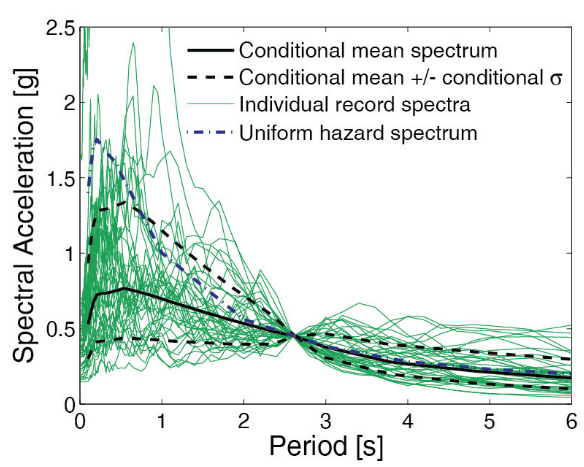 2.5
Conditional mean spectrum
Conditional mean +/- conditional σ
Individual record spectra
Uniform hazard spectrum
2
1.5
1
0.5
0
Spectral Acceleration [g]
0 1 2 3 4 5 6
Period [s]